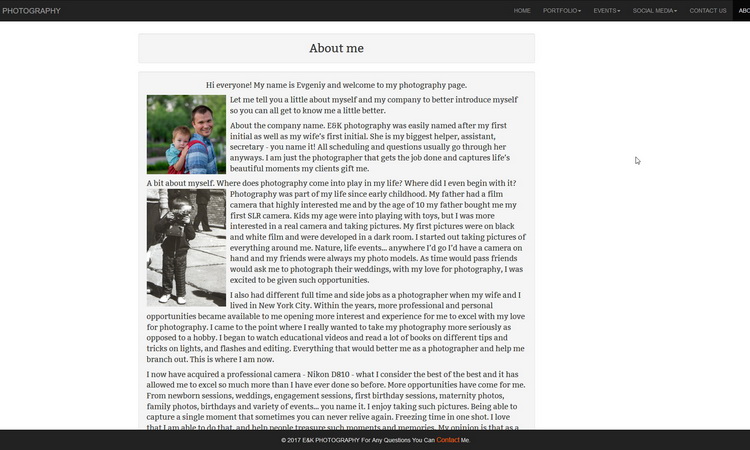 PHOTOGRAPHY
HOME PORTFOLIO EVENTS SOCIAL MEDIA CONTACT US ABO
About me
Hi everyone! My name is Evgeniy and welcome to my photography page.
Let me tell you a little about myself and my company to better introduce myself
so you can all get to know me a little better.
About the company name. E&K photography was easily named after my first
initial as well as my wife's first initial. She is my biggest helper, assistant,
secretary - you name it! All scheduling and questions usually go through her
anyways. I am just the photographer that gets the job done and captures life's
beautiful moments my clients gift me.
A bit about myself. Where does photography come into play in my life? Where did I even begin with it?
Photography was part of my life since early childhood. My father had a film
camera that highly interested me and by the age of 10 my father bought me my
first SLR camera. Kids my age were into playing with toys, but I was more
interested in a real camera and taking pictures. My first pictures were on black
and white film and were developed in a dark room. I started out taking pictures of
everything around me. Nature, life events... anywhere I'd go I'd have a camera on
hand and my friends were always my photo models. As time would pass friends
would ask me to photograph their weddings, with my love for photography, I was
excited to be given such opportunities.
I also had different full time and side jobs as a photographer when my wife and I
lived in New York City. Within the years, more professional and personal
opportunities became available to me opening more interest and experience for me to excel with my love
for photography. I came to the point where I really wanted to take my photography more seriously as
opposed to a hobby. I began to watch educational videos and read a lot of books on different tips and
tricks on lights, and flashes and editing. Everything that would better me as a photographer and help me
branch out. This is where I am now.
I now have acquired a professional camera - Nikon D810 - what I consider the best of the best and it has
allowed me to excel so much more than I have ever done so before. More opportunities have come for me.
From newborn sessions, weddings, engagement sessions, first birthday sessions, maternity photos,
family photos, birthdays and variety of events... you name it. I enjoy taking such pictures. Being able to
capture a single moment that sometimes you can never relive again. Freezing time in one shot. I love
that I am able to do that, and help people treasure such moments and memories. My opinion is that as a
© 2017 E&K PHOTOGRAPHY For Any Questions You Can Contact Me.